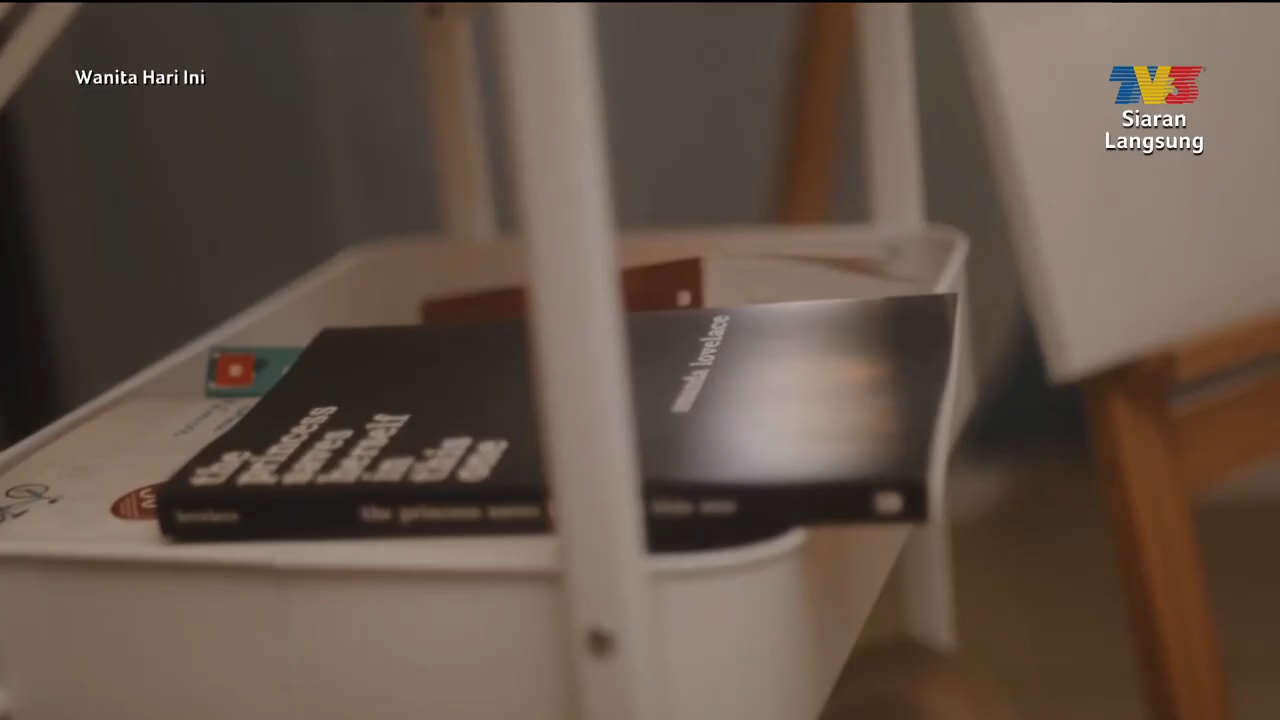 Wanita Hari Ini
TV3
Siaran
Langsung
amanda lovelace
the
princess
saves
herself
in
this
one
lovelace
the princess saves
this one